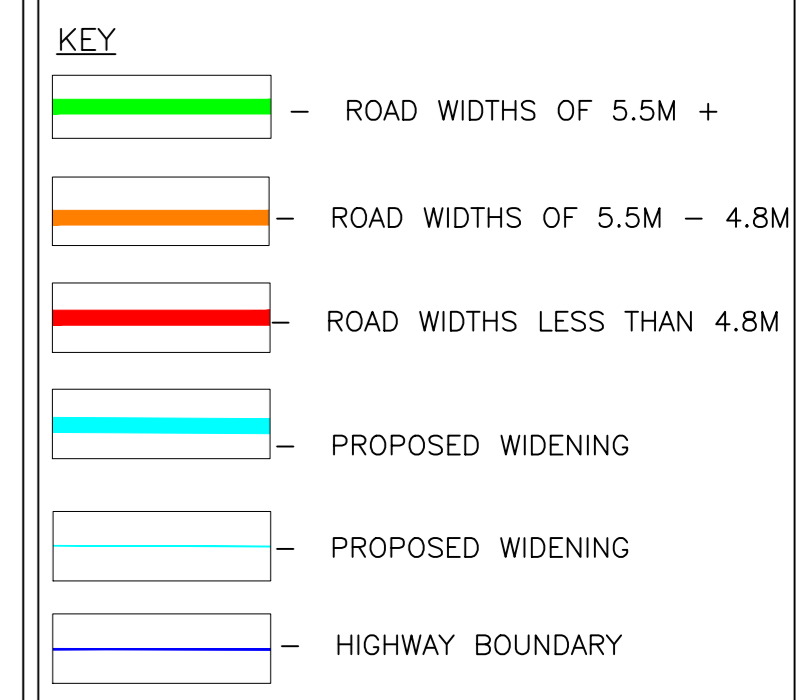 KEY
– ROAD WIDTHS OF 5.5M +
– ROAD WIDTHS OF 5.5M – 4.8M
– ROAD WIDTHS LESS THAN 4.8M
– PROPOSED WIDENING
– PROPOSED WIDENING
– HIGHWAY BOUNDARY